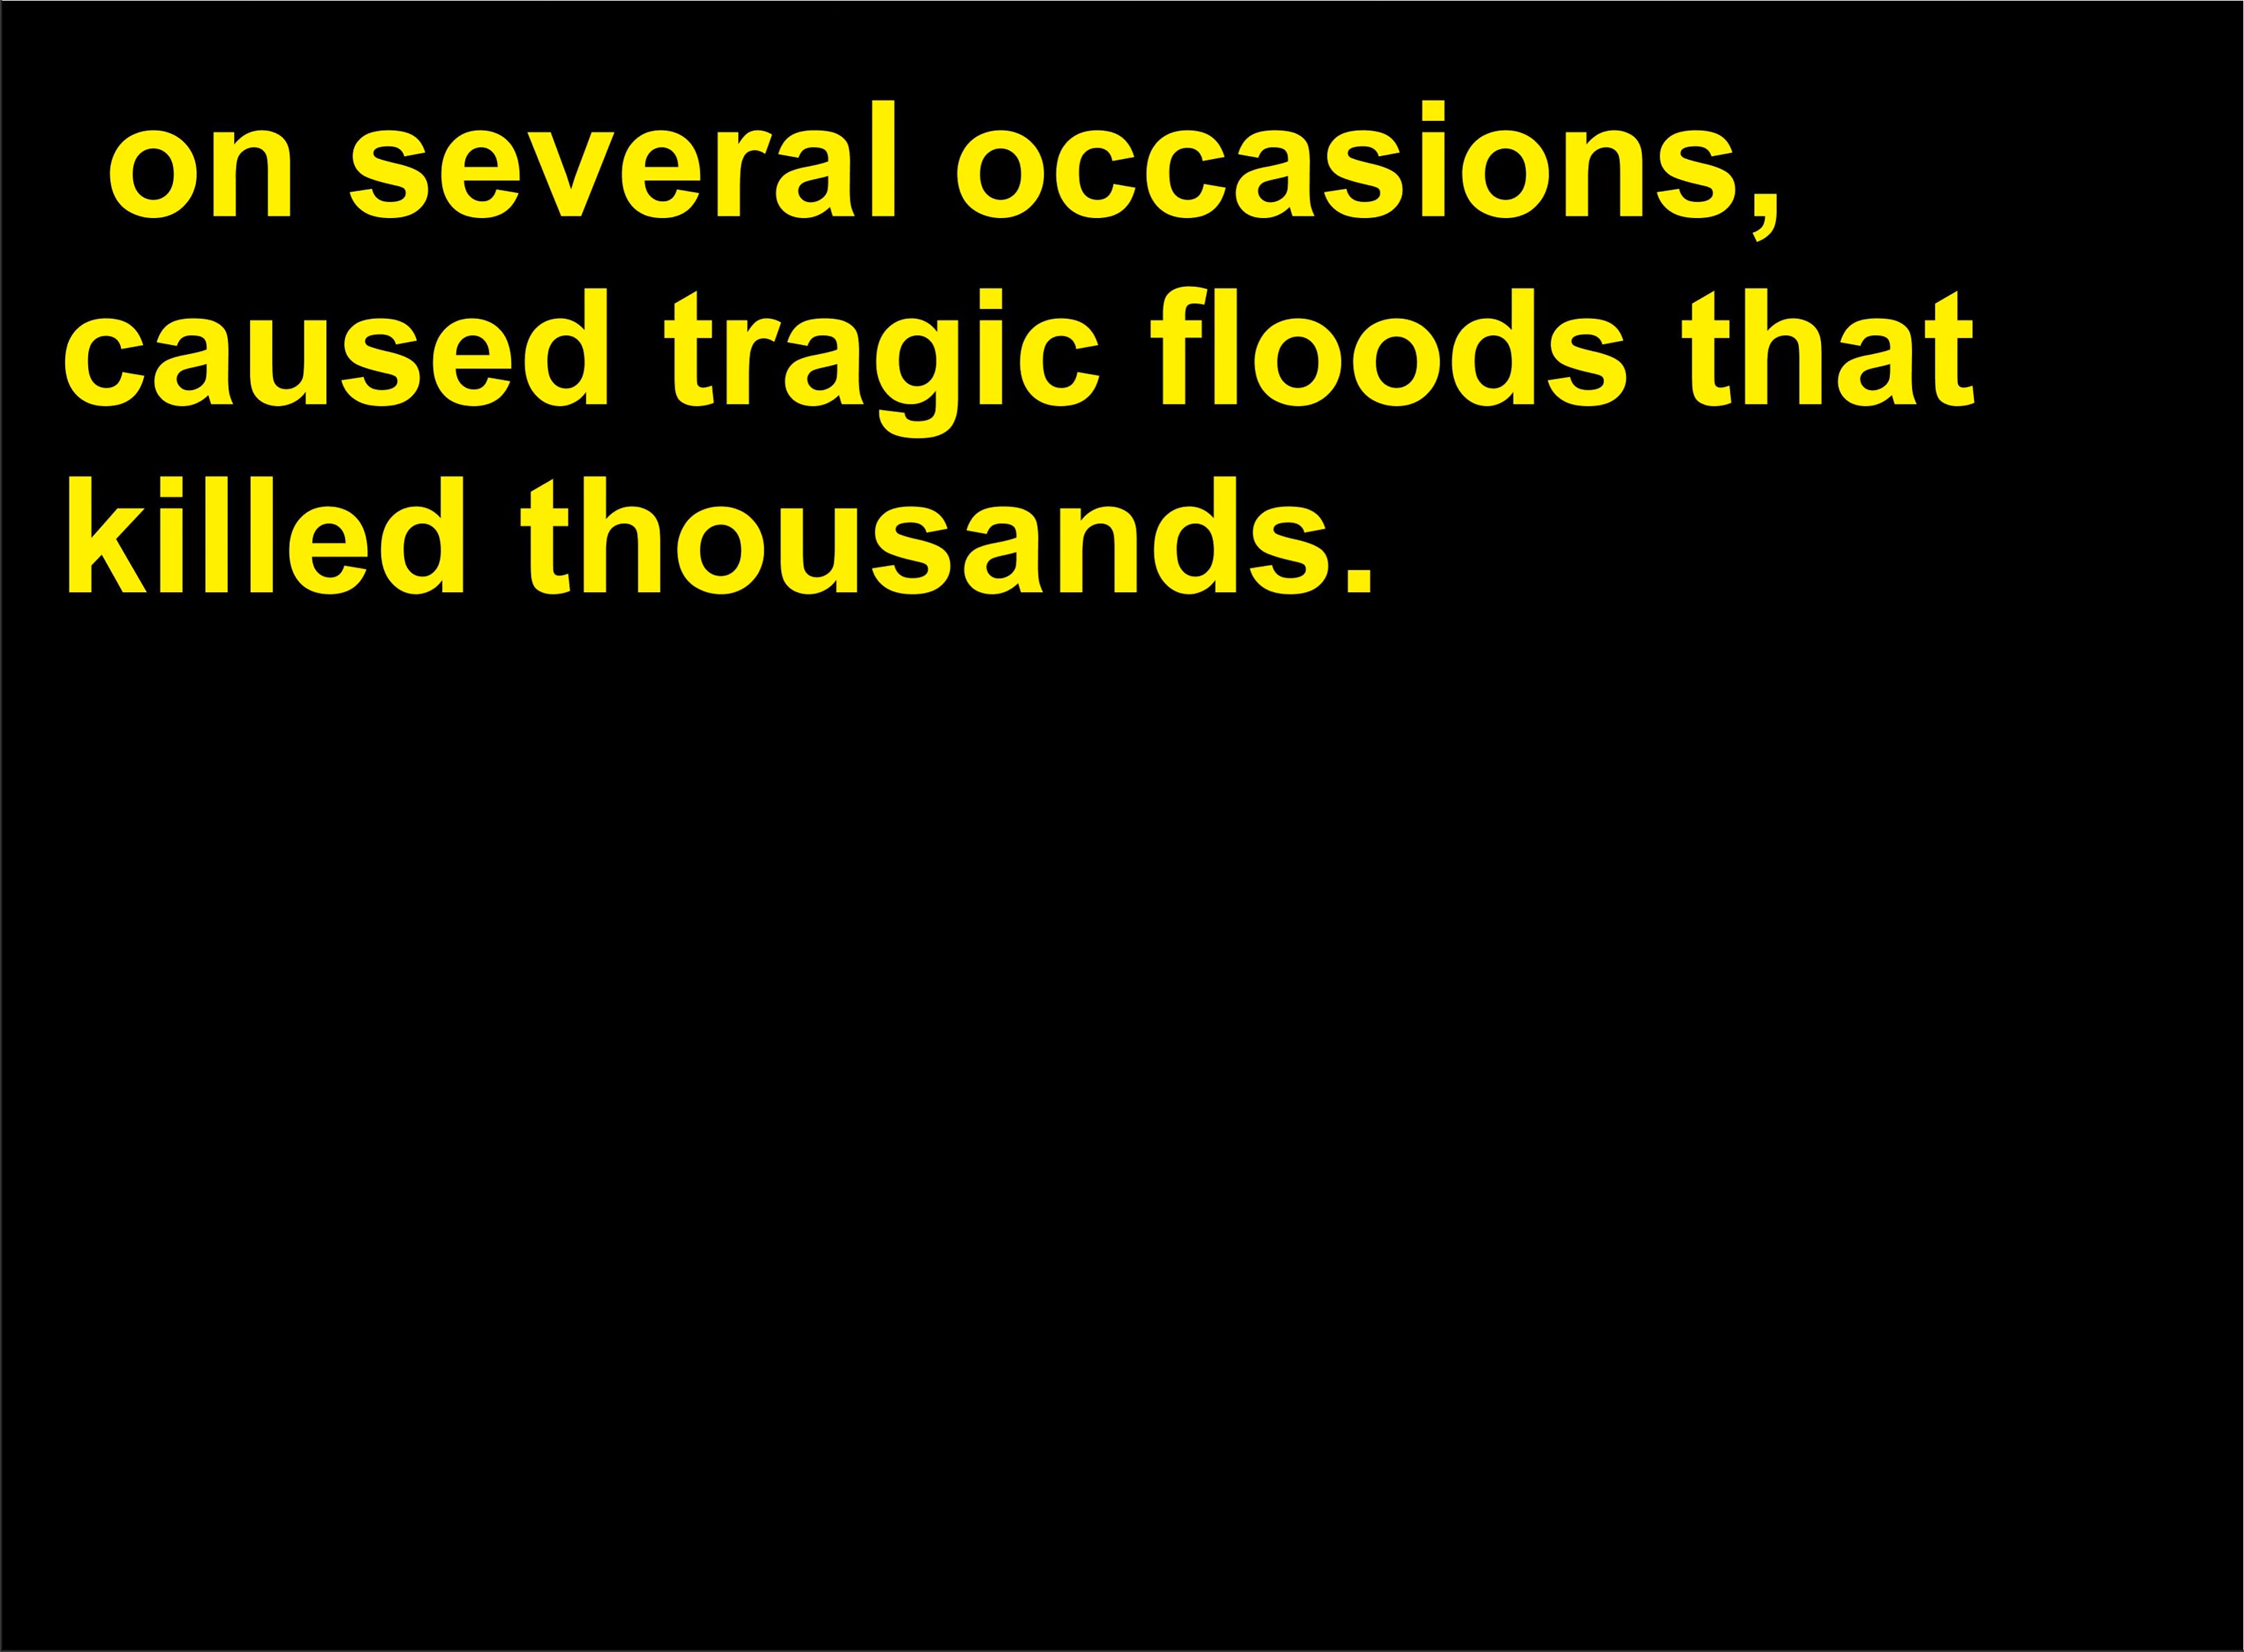 on several occasions,
caused tragic floods that
killed thousands.